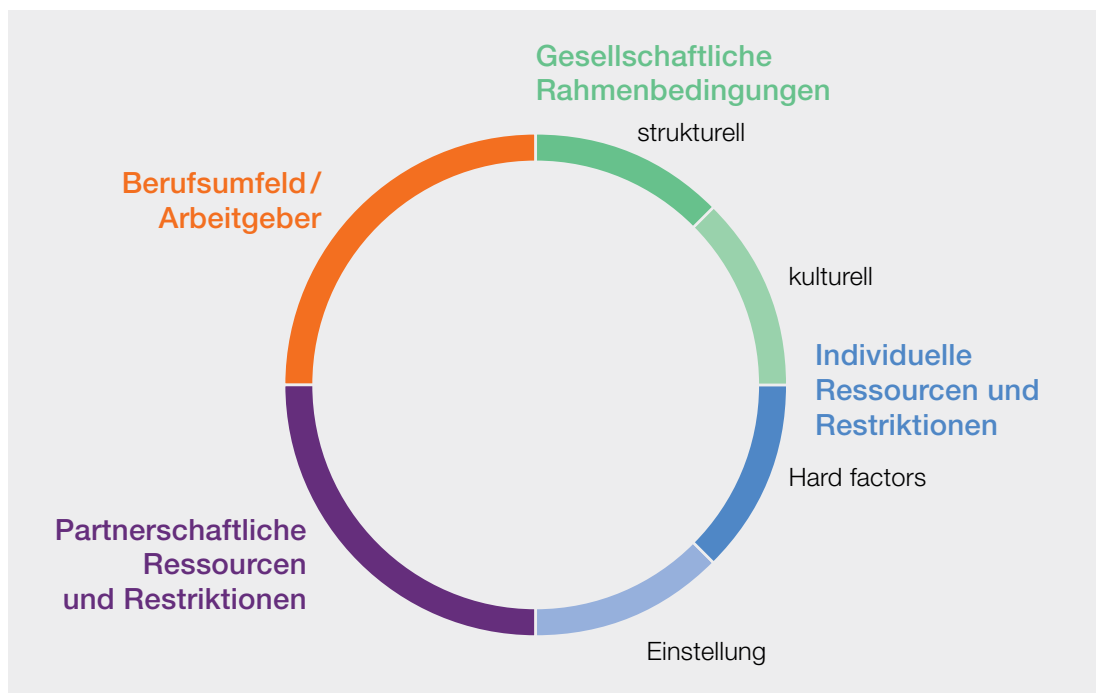 Gesellschaftliche
Rahmenbedingungen
strukturell
kulturell
Individuelle
Ressourcen und
Restriktionen
Hard factors
Einstellung
Partnerschaftliche
Ressourcen
und Restriktionen
Berufsumfeld /
Arbeitgeber